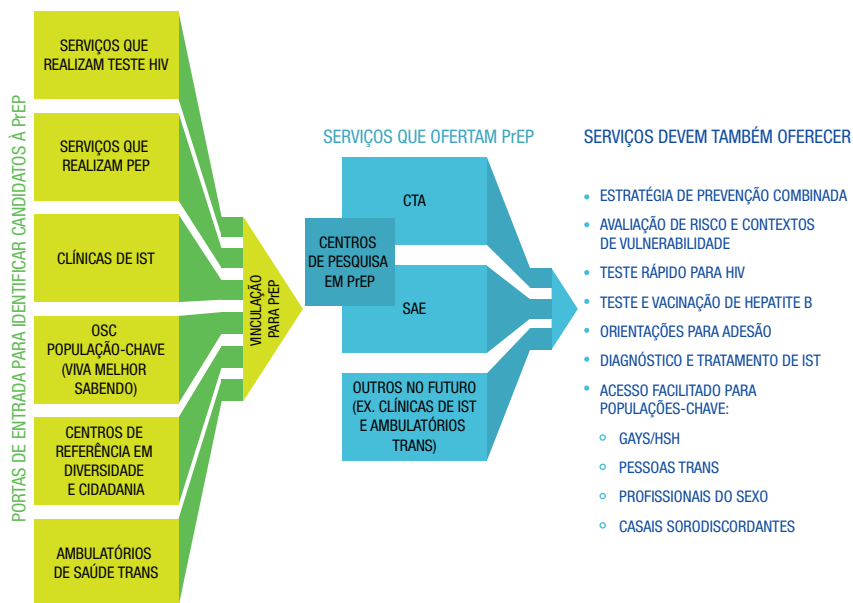 PORTAS DE ENTRADA PARA IDENTIFICAR CANDIDATOS À PrEP
SERVIÇOS QUE
REALIZAM TESTE HIV
SERVIÇOS QUE
REALIZAM PEP
CLÍNICAS DE IST
OSC
POPULAÇÃO-CHAVE
(VIVA MELHOR
SABENDO)
CENTROS DE
REFERÊNCIA EM
DIVERSIDADE
E CIDADANIA
AMBULATÓRIOS
DE SAÚDE TRANS
VINCULAÇÃO
PARA PrEP
SERVIÇOS QUE OFERTAM PrEP
CTA
CENTROS
DE PESQUISA
EM PrEP
SAE
OUTROS NO FUTURO
(EX. CLÍNICAS DE IST
E AMBULATÓRIOS
TRANS)
SERVIÇOS DEVEM TAMBÉM OFERECER
• ESTRATÉGIA DE PREVENÇÃO COMBINADA
• AVALIAÇÃO DE RISCO E CONTEXTOS
DE VULNERABILIDADE
• TESTE RÁPIDO PARA HIV
• TESTE E VACINAÇÃO DE HEPATITE B
• ORIENTAÇÕES PARA ADESÃO
• DIAGNÓSTICO E TRATAMENTO DE IST
• ACESSO FACILITADO PARA
POPULAÇÕES-CHAVE:
○ GAYS/HSH
○ PESSOAS TRANS
○ PROFISSIONAIS DO SEXO
○ CASAIS SORODISCORDANTES